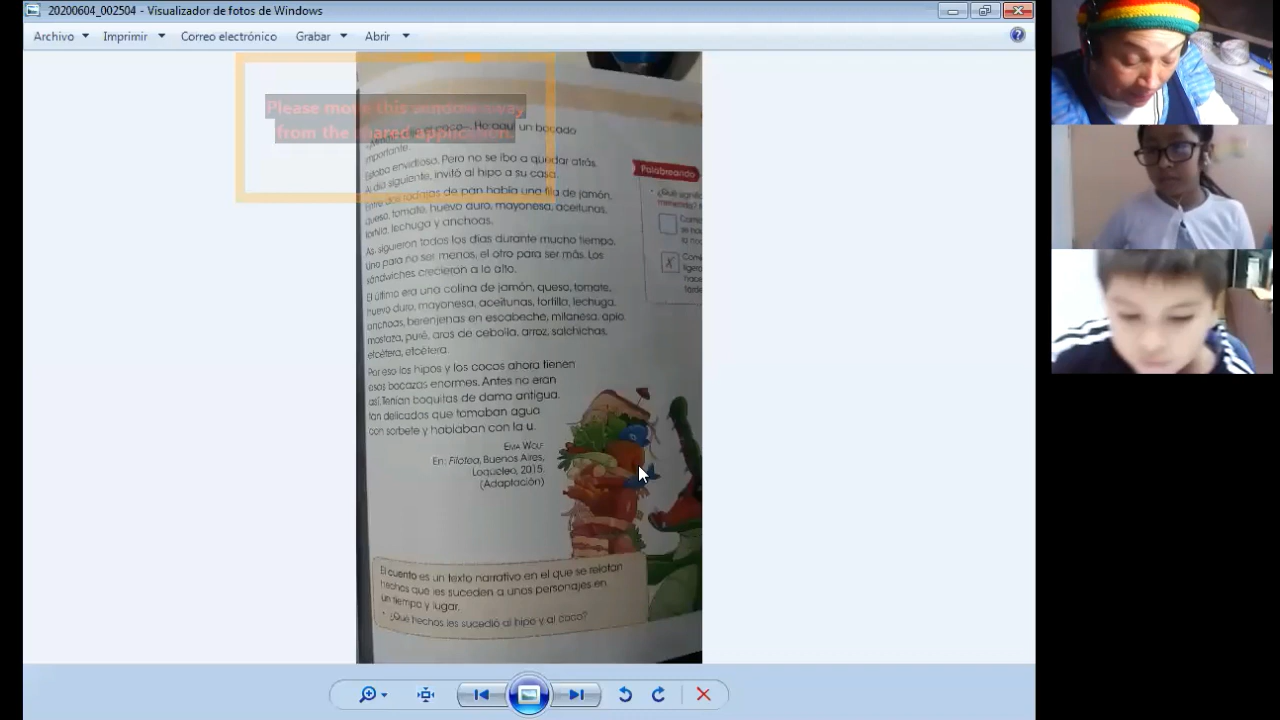 20200604_002504 - Visualizador de fotos de Windows
Archivo Imprimir Correo electrónico Grabar Abrir
Please move this window away
from the shared application.
He aquí un bocado
importante.
Estaba envidioso. Pero no se iba a quedar atrás.
Al día siguiente, invitó al hipo a su casa.
Entre dos rodajas de pan había una fila de jamón,
queso, tomate, huevo duro, mayonesa, aceitunas,
tortilla, lechuga y anchoas.
Así siguieron todos los días durante mucho tiempo.
Uno para no ser menos, el otro para ser más. Los
sándwiches crecieron a lo alto.
El último era una colina de jamón, queso, tomate,
huevo duro, mayonesa, aceitunas, tortilla, lechuga,
anchoas, berenjenas en escabeche, milanesa, apio,
mostaza, puré, aros de cebolla, arroz, salchichas,
etcétera, etcétera.
Por eso los hipos y los cocos ahora tienen
esas bocazas enormes. Antes no eran
así. Tenían boquitas de dama antigua,
tan delicadas que tomaban agua
con sorbete y hablaban con la u.
EMA WOLF
En: Filotea, Buenos Aires,
Loqueleo, 2015.
(Adaptación)
Palabreando
• ¿Qué
X
El cuento es un texto narrativo en el que se relatan
hechos que les suceden a unos personajes en
un tiempo y lugar.
• ¿Qué hechos les sucedió al hipo y al coco?